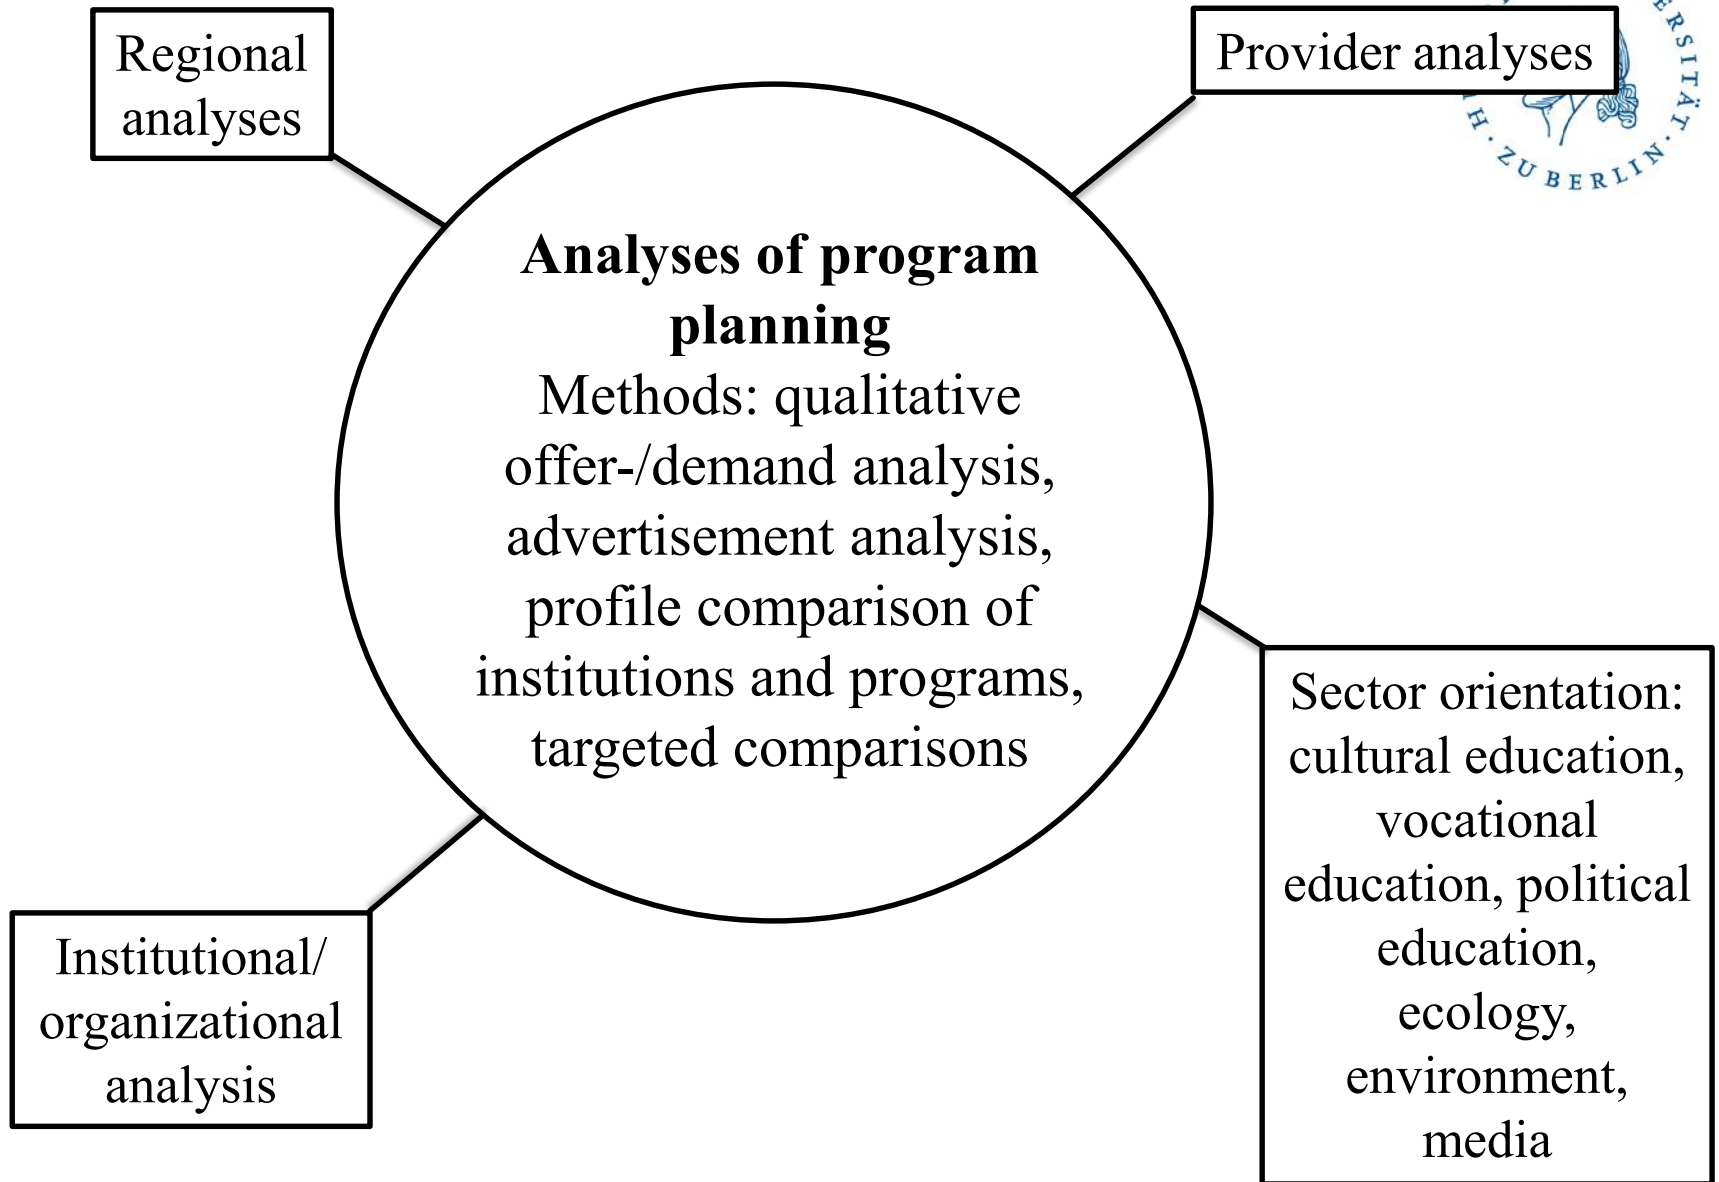 Regional
analyses
Provider analyses
ERSITÄT
H · ZU BERLIN ·
Analyses of program
planning
Methods: qualitative
offer-/demand analysis,
advertisement analysis,
profile comparison of
institutions and programs,
targeted comparisons
Sector orientation:
cultural education,
vocational
education, political
education,
ecology,
environment,
media
Institutional/
organizational
analysis